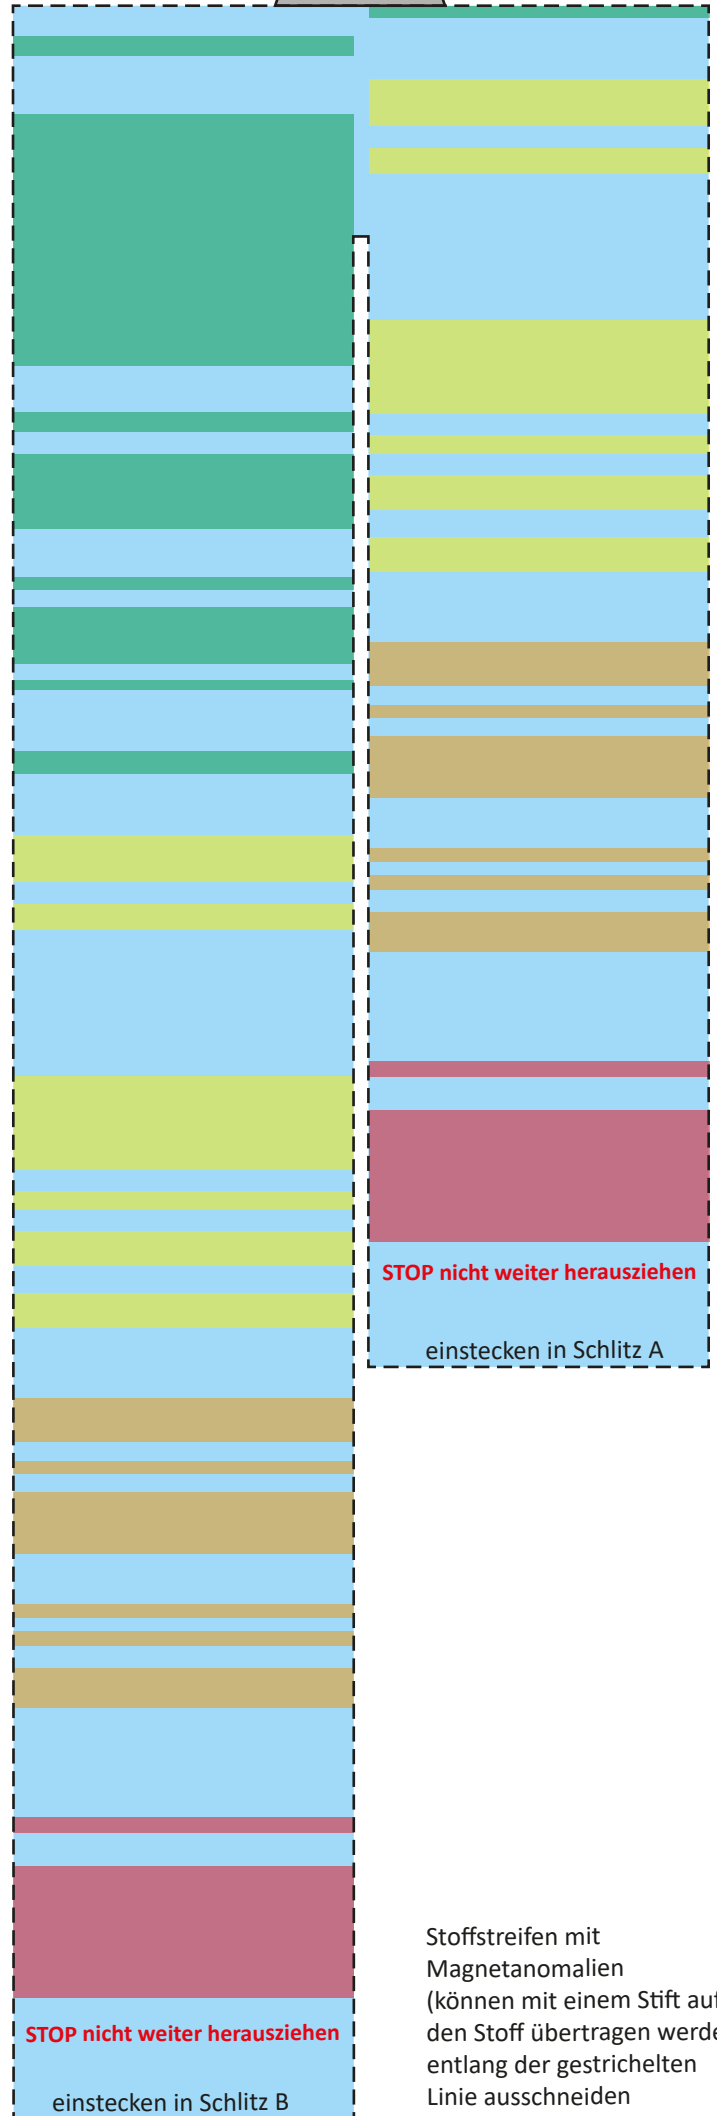 STOP nicht weiter herausziehen
einstecken in Schlitz A
STOP nicht weiter herausziehen
einstecken in Schlitz B
Stoffstreifen mit
Magnetanomalien
(können mit einem Stift auf
den Stoff übertragen werde
entlang der gestrichelten
Linie ausschneiden